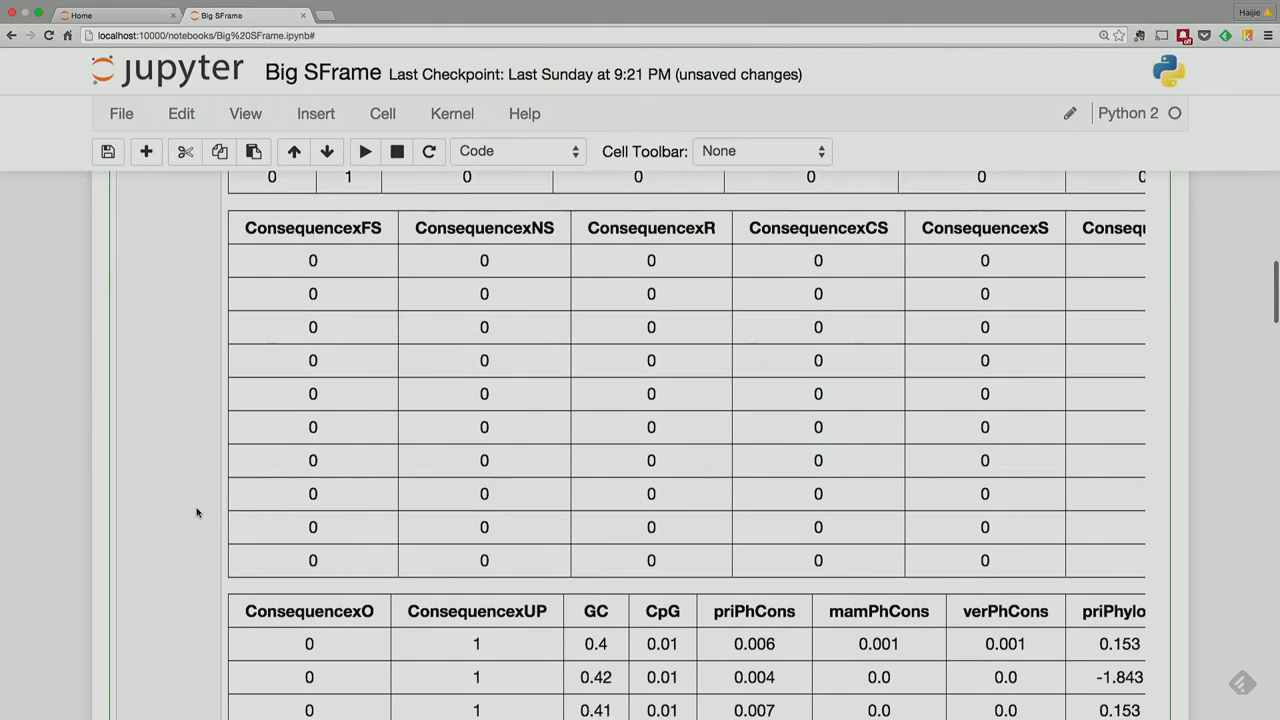 Home
Big SFrame
Haijie
localhost:10000/notebooks/Big%20SFrame.ipynb#
off
jupyter Big SFrame Last Checkpoint: Last Sunday at 9:21 PM (unsaved changes)
File Edit View Insert Cell Kernel Help Python 2
Code Cell Toolbar: None
0 1 0 0 0 0 0
ConsequencexFS ConsequencexNS ConsequencexR ConsequencexCS ConsequencexS Consequ
0 0 0 0 0
0 0 0 0 0
0 0 0 0 0
0 0 0 0 0
0 0 0 0 0
0 0 0 0 0
0 0 0 0 0
0 0 0 0 0
0 0 0 0 0
0 0 0 0 0
ConsequencexO ConsequencexUP GC CpG priPhCons mamPhCons verPhCons priPhylo
0 1 0.4 0.01 0.006 0.001 0.001 0.153
0 1 0.42 0.01 0.004 0.0 0.0 -1.843
0 1 0.41 0.01 0.007 0.0 0.0 0.153